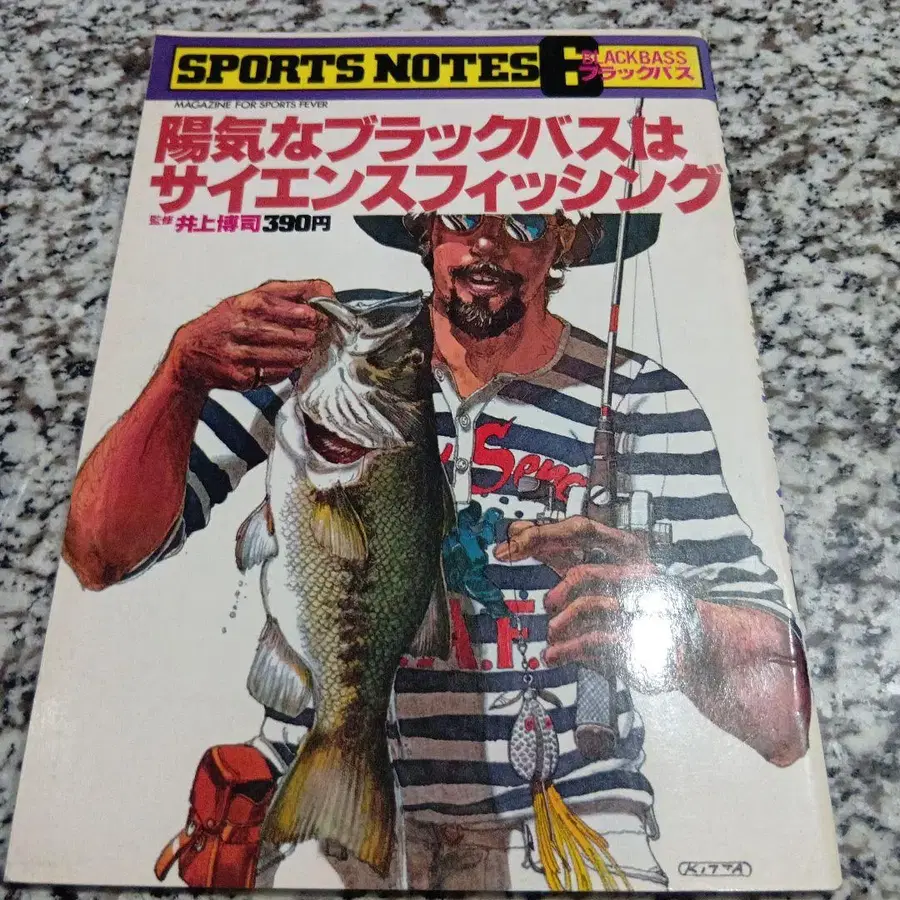 SPORTS NOTES 6 BLACKBASS
ブラックバス
MAGAZINE FOR SPORTS FEVER
陽気なブラックバスは
サイエンスフィッシング
監修 井上博司 390円
KITTA